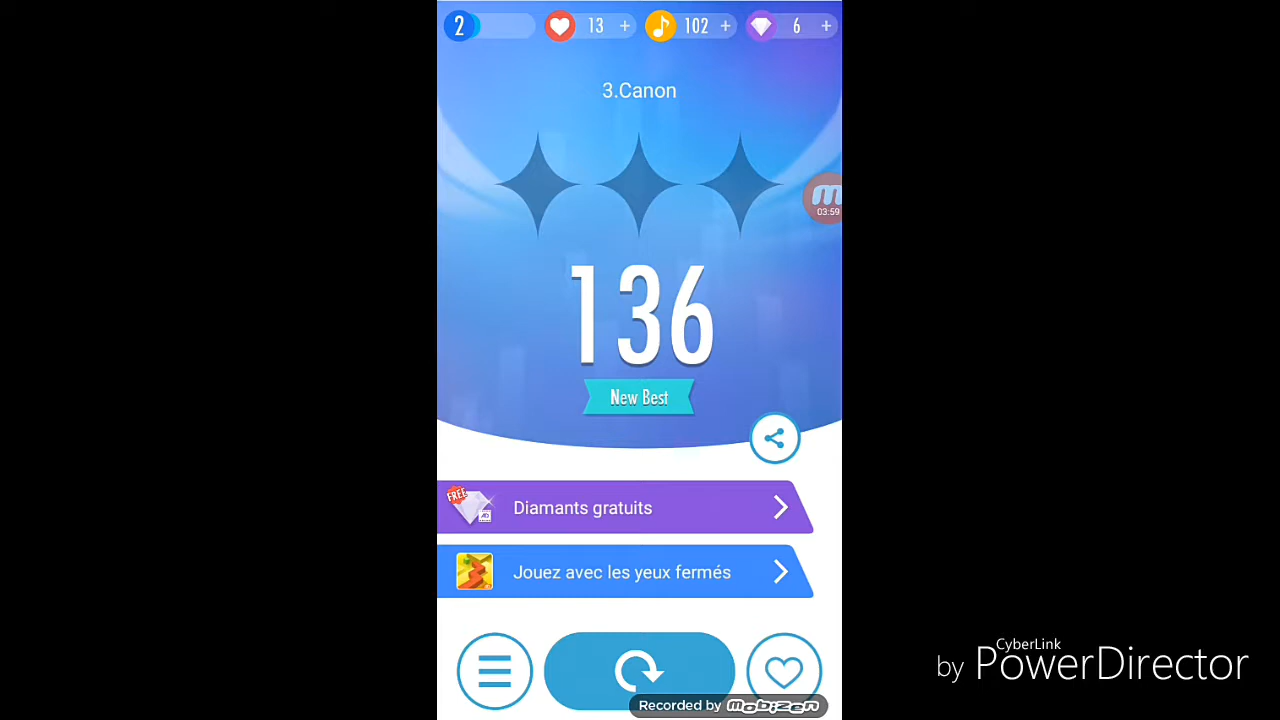 2
13 +
102 +
6 +
3.Canon
03:59
136
New Best
FREE
AD
Diamants gratuits
Jouez avec les yeux fermés
Recorded by mobizen
CyberLink
by PowerDirector